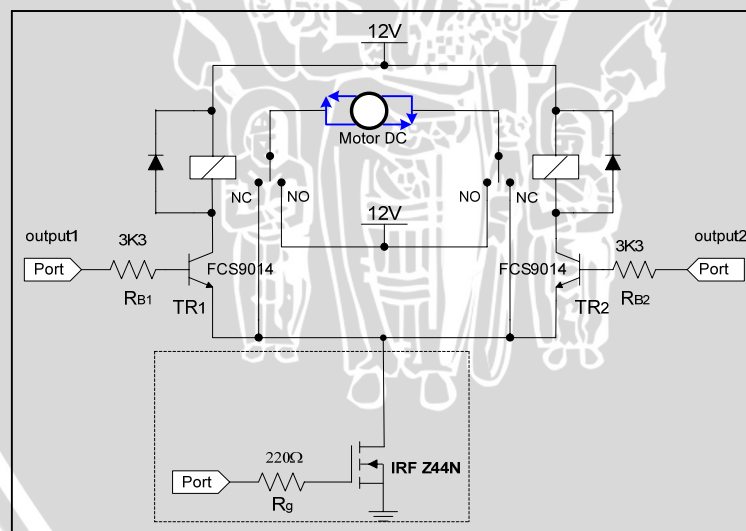 12V
Motor DC
NC
NO
NO
NC
12V
output1
3K3
FCS9014
FCS9014
3K3
output2
Port
RB1
TR1
TR2
RB2
Port
220Ω
IRF Z44N
Port
Rg